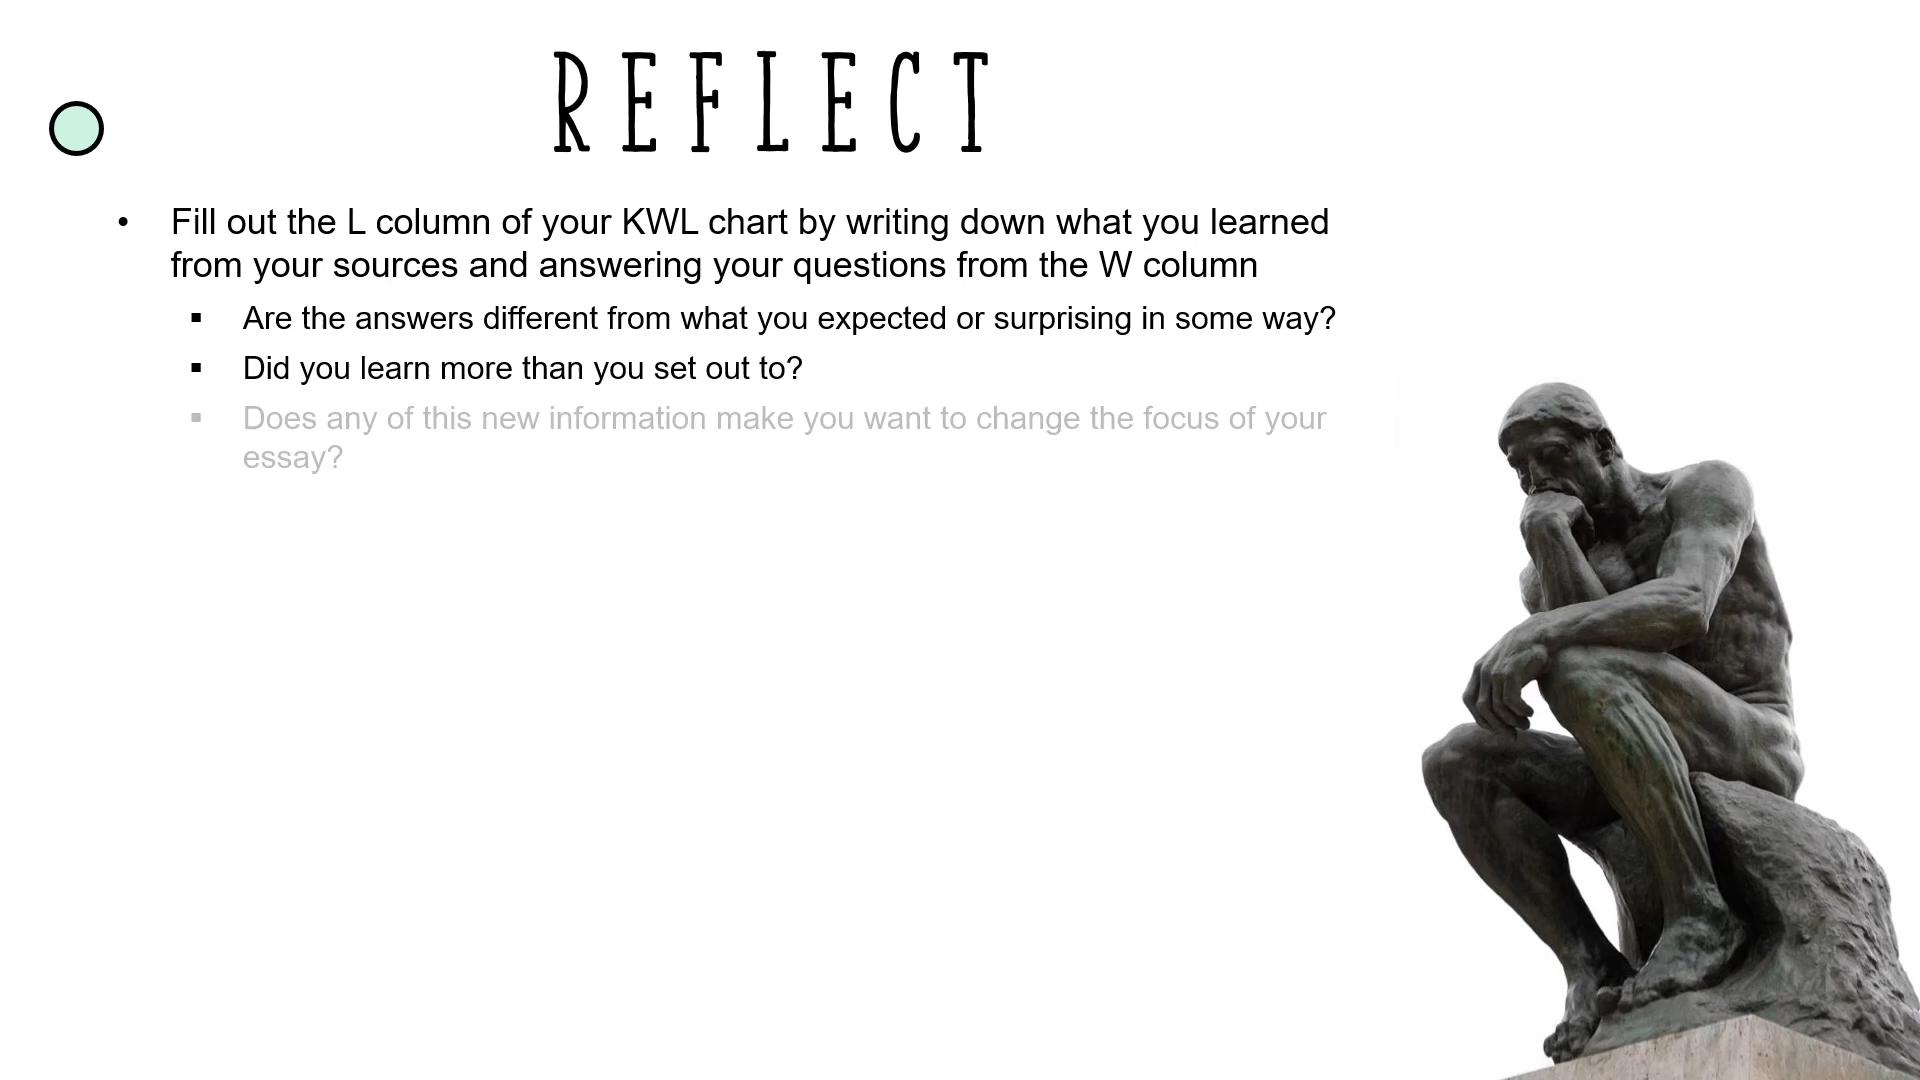 REFLECT
• Fill out the L column of your KWL chart by writing down what you learned
from your sources and answering your questions from the W column
▪ Are the answers different from what you expected or surprising in some way?
▪ Did you learn more than you set out to?
▪ Does any of this new information make you want to change the focus of your
essay?